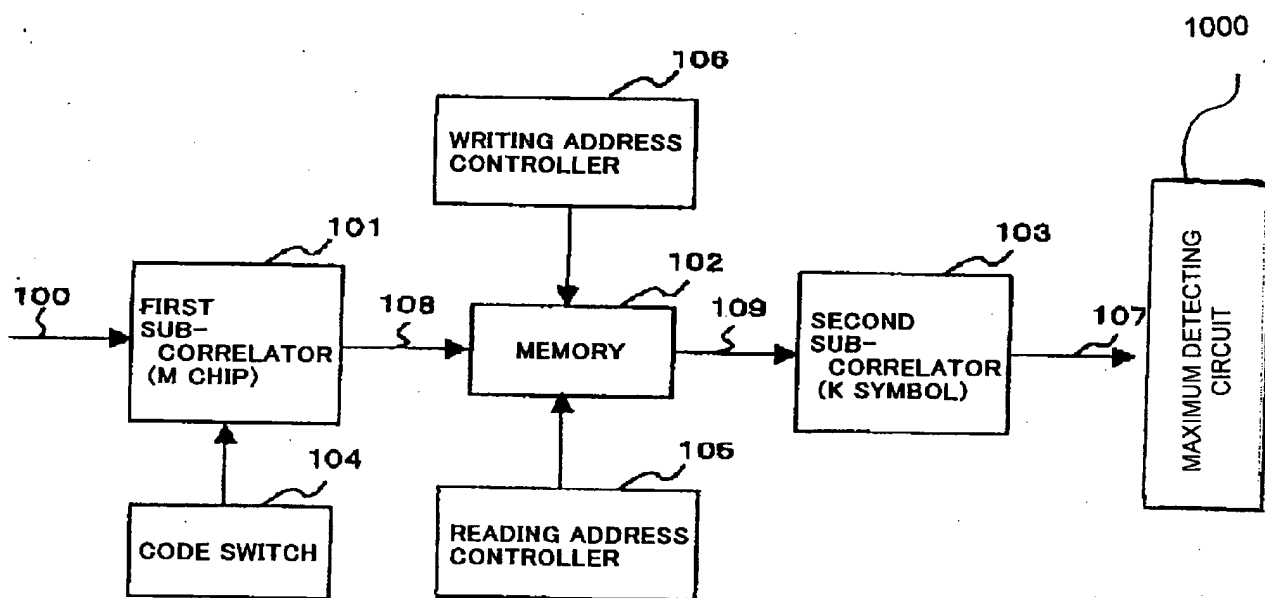 1000
106
WRITING ADDRESS
CONTROLLER
101
102
103
100
FIRST
SUB-
CORRELATOR
(M CHIP)
108
MEMORY
109
SECOND
SUB-
CORRELATOR
(K SYMBOL)
107
MAXIMUM DETECTING
CIRCUIT
104
CODE SWITCH
105
READING ADDRESS
CONTROLLER